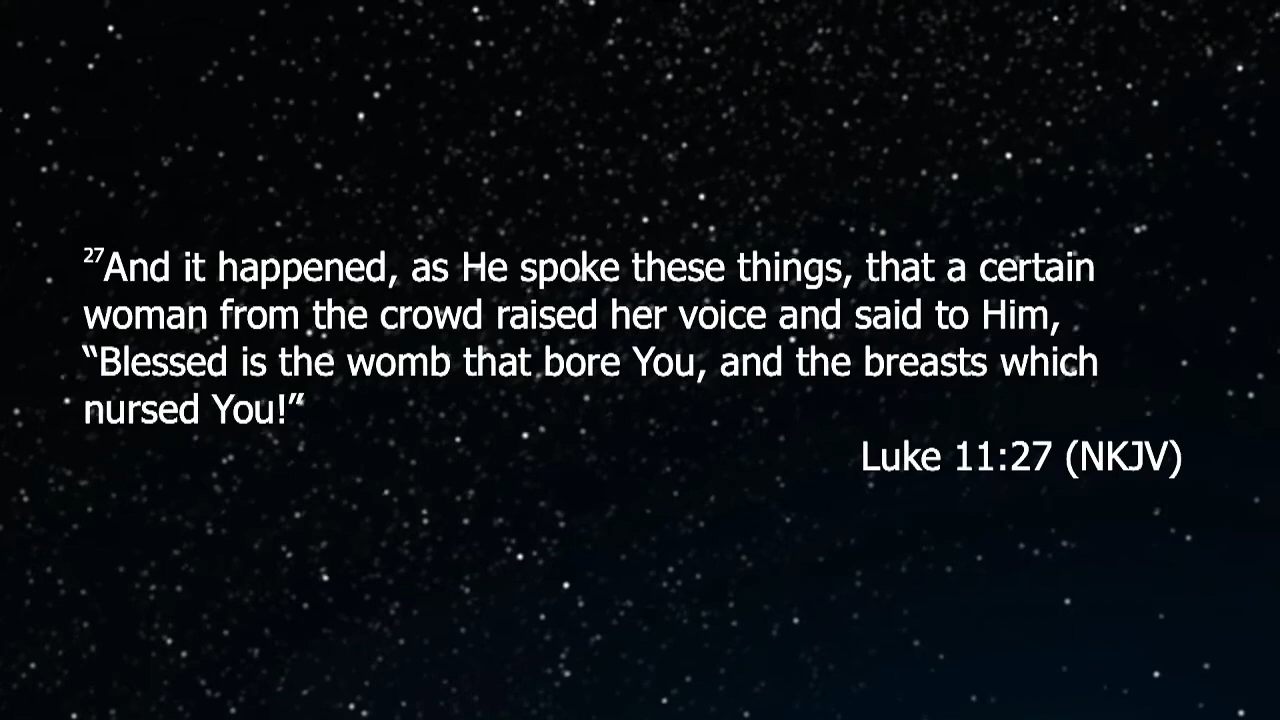 27And it happened, as He spoke these things, that a certain
woman from the crowd raised her voice and said to Him,
“Blessed is the womb that bore You, and the breasts which
nursed You!”
Luke 11:27 (NKJV)